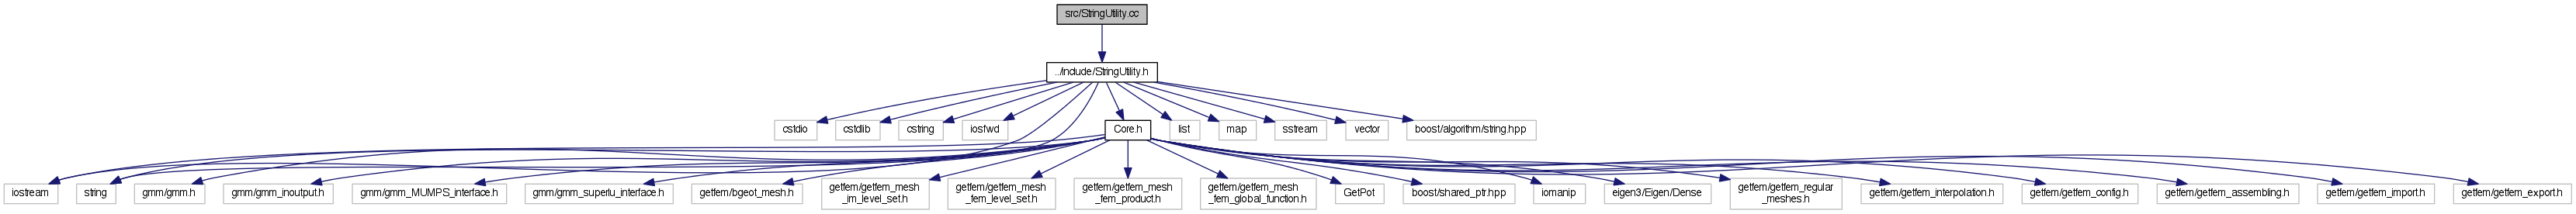 src/StringUtility.cc
../include/StringUtility.h
cstdio
cstdlib
cstring
iosfwd
Core.h
list
map
sstream
vector
boost/algorithm/string.hpp
iostream
string
gmm/gmm.h
gmm/gmm_inoutput.h
gmm/gmm_MUMPS_interface.h
gmm/gmm_superlu_interface.h
getfem/bgeot_mesh.h
getfem/getfem_mesh
_im_level_set.h
getfem/getfem_mesh
_fem_level_set.h
getfem/getfem_mesh
_fem_product.h
getfem/getfem_mesh
_fem_global_function.h
GetPot
boost/shared_ptr.hpp
iomanip
eigen3/Eigen/Dense
getfem/getfem_regular
_meshes.h
getfem/getfem_interpolation.h
getfem/getfem_config.h
getfem/getfem_assembling.h
getfem/getfem_import.h
getfem/getfem_export.h